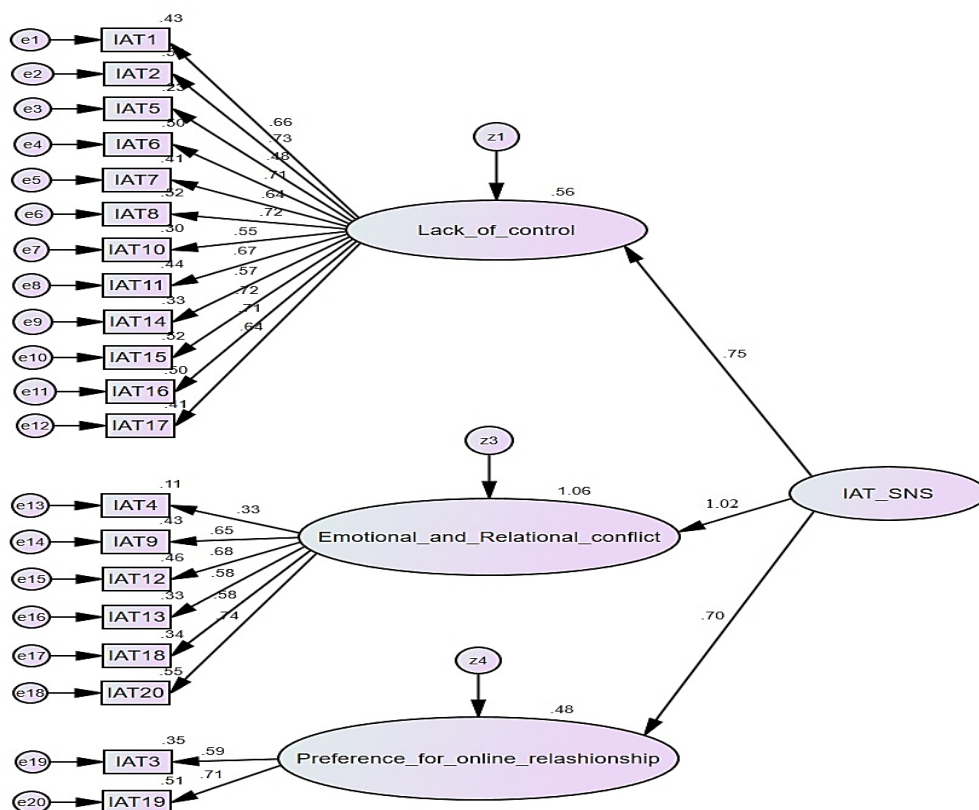 .43
e1 IAT1
e2 IAT2
.23
e3 IAT5
.50
e4 IAT6
.41
e5 IAT7
.52
e6 IAT8
.30
e7 IAT10
.44
e8 IAT11
.33
e9 IAT14
.52
e10 IAT15
.50
e11 IAT16
.41
e12 IAT17
.66
.73
.48
.71
.64
.72
.55
.67
.57
.72
.71
.64
z1
.56
Lack_of_control
.75
z3
1.06
Emotional_and_Relational_conflict
1.02
IAT_SNS
.11
e13 IAT4
.43
e14 IAT9
.46
e15 IAT12
.33
e16 IAT13
.34
e17 IAT18
.55
e18 IAT20
.33
.65
.68
.58
.58
.74
.70
z4
.48
Preference_for_online_relashionship
.35
e19 IAT3
.51
e20 IAT19
.59
.71